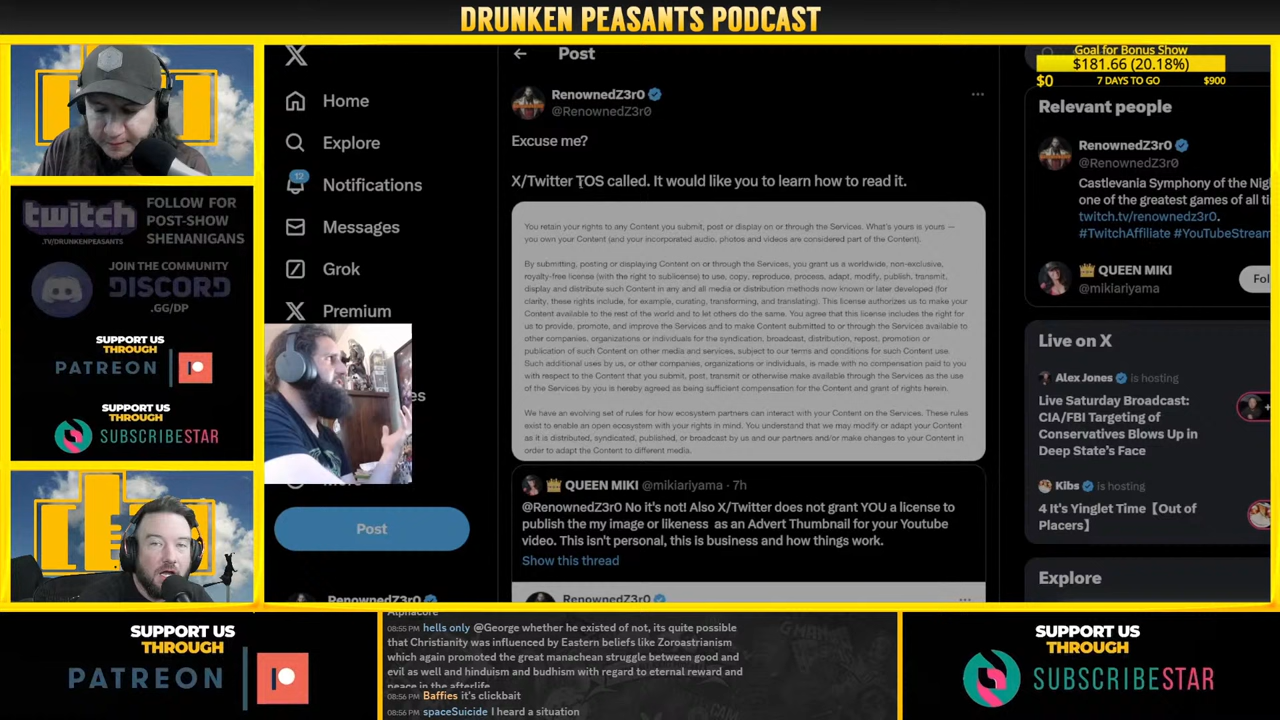 DRUNKEN PEASANTS PODCAST
twitch
.TV/DRUNKENPEASANTS
FOLLOW FOR
POST-SHOW
SHENANIGANS
JOIN THE COMMUNITY
DISCORD
.GG/DP
SUPPORT US
THROUGH
PATREON
SUPPORT US
THROUGH
SUBSCRIBESTAR
Home
Explore
12
Notifications
Messages
Grok
Premium
Post
RenownedZ3r0
Post
RenownedZ3r0
@RenownedZ3r0
Excuse me?
X/Twitter TOS called. It would like you to learn how to read it.
You retain your rights to any Content you submit, post or display on or through the Services. What's yours is yours —
you own your Content (and your incorporated audio, photos and videos are considered part of the Content).
By submitting, posting or displaying Content on or through the Services, you grant us a worldwide, non-exclusive,
royalty-free license (with the right to sublicense) to use, copy, reproduce, process, adapt, modify, publish, transmit,
display and distribute such Content in any and all media or distribution methods now known or later developed (for
clarity, these rights include, for example, curating, transforming, and translating). This license authorizes us to make your
Content available to the rest of the world and to let others do the same. You agree that this license includes the right for
us to provide, promote, and improve the Services and to make Content submitted to or through the Services available to
other companies, organizations or individuals for the syndication, broadcast, distribution, repost, promotion or
publication of such Content on other media and services, subject to our terms and conditions for such Content use.
Such additional uses by us, or other companies, organizations or individuals, is made with no compensation paid to you
with respect to the Content that you submit, post, transmit or otherwise make available through the Services as the use
of the Services by you is hereby agreed as being sufficient compensation for the Content and grant of rights herein.
We have an evolving set of rules for how ecosystem partners can interact with your Content on the Services. These rules
exist to enable an open ecosystem with your rights in mind. You understand that we may modify or adapt your Content
as it is distributed, syndicated, published, or broadcast by us and our partners and/or make changes to your Content in
order to adapt the Content to different media.
QUEEN MIKI @mikiariyama · 7h
@RenownedZ3r0 No it's not! Also X/Twitter does not grant YOU a license to
publish the my image or likeness as an Advert Thumbnail for your Youtube
video. This isn't personal, this is business and how things work.
Show this thread
RenownedZ3r0
Goal for Bonus Show
$181.66 (20.18%)
$0
7 DAYS TO GO
$900
Relevant people
RenownedZ3r0
@RenownedZ3r0
Castlevania Symphony of the Nig
one of the greatest games of all ti
twitch.tv/renownedz3r0.
#TwitchAffiliate #YouTubeStream
QUEEN MIKI
@mikiariyama
Fol
Live on X
Alex Jones is hosting
Live Saturday Broadcast:
CIA/FBI Targeting of
Conservatives Blows Up in
Deep State's Face
Kibs is hosting
4 It's Yinglet Time【Out of
Placers】
Explore
SUPPORT US
THROUGH
PATREON
Alphacore
08:55 PM hells only @George whether he existed of not, its quite possible
that Christianity was influenced by Eastern beliefs like Zoroastrianism
which again promoted the great manachean struggle between good and
evil as well and hinduism and budhism with regard to eternal reward and
peace in the afterlife.
08:56 PM Baffies it's clickbait
08:56 PM spaceSuicide I heard a situation
SUPPORT US
THROUGH
SUBSCRIBESTAR